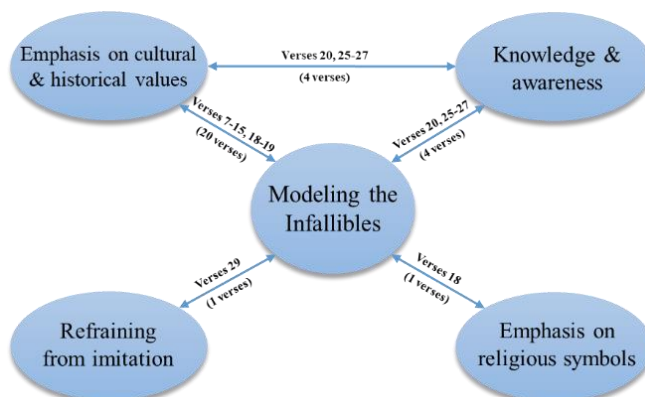 Emphasis on cultural
& historical values
Verses 20, 25-27
(4 verses)
Knowledge &
awareness
Verses 7-15, 18-19
(20 verses)
Verses 20, 25-27
(4 verses)
Modeling the
Infallibles
Verses 29
(1 verses)
Verses 18
(1 verses)
Refraining
from imitation
Emphasis on
religious symbols